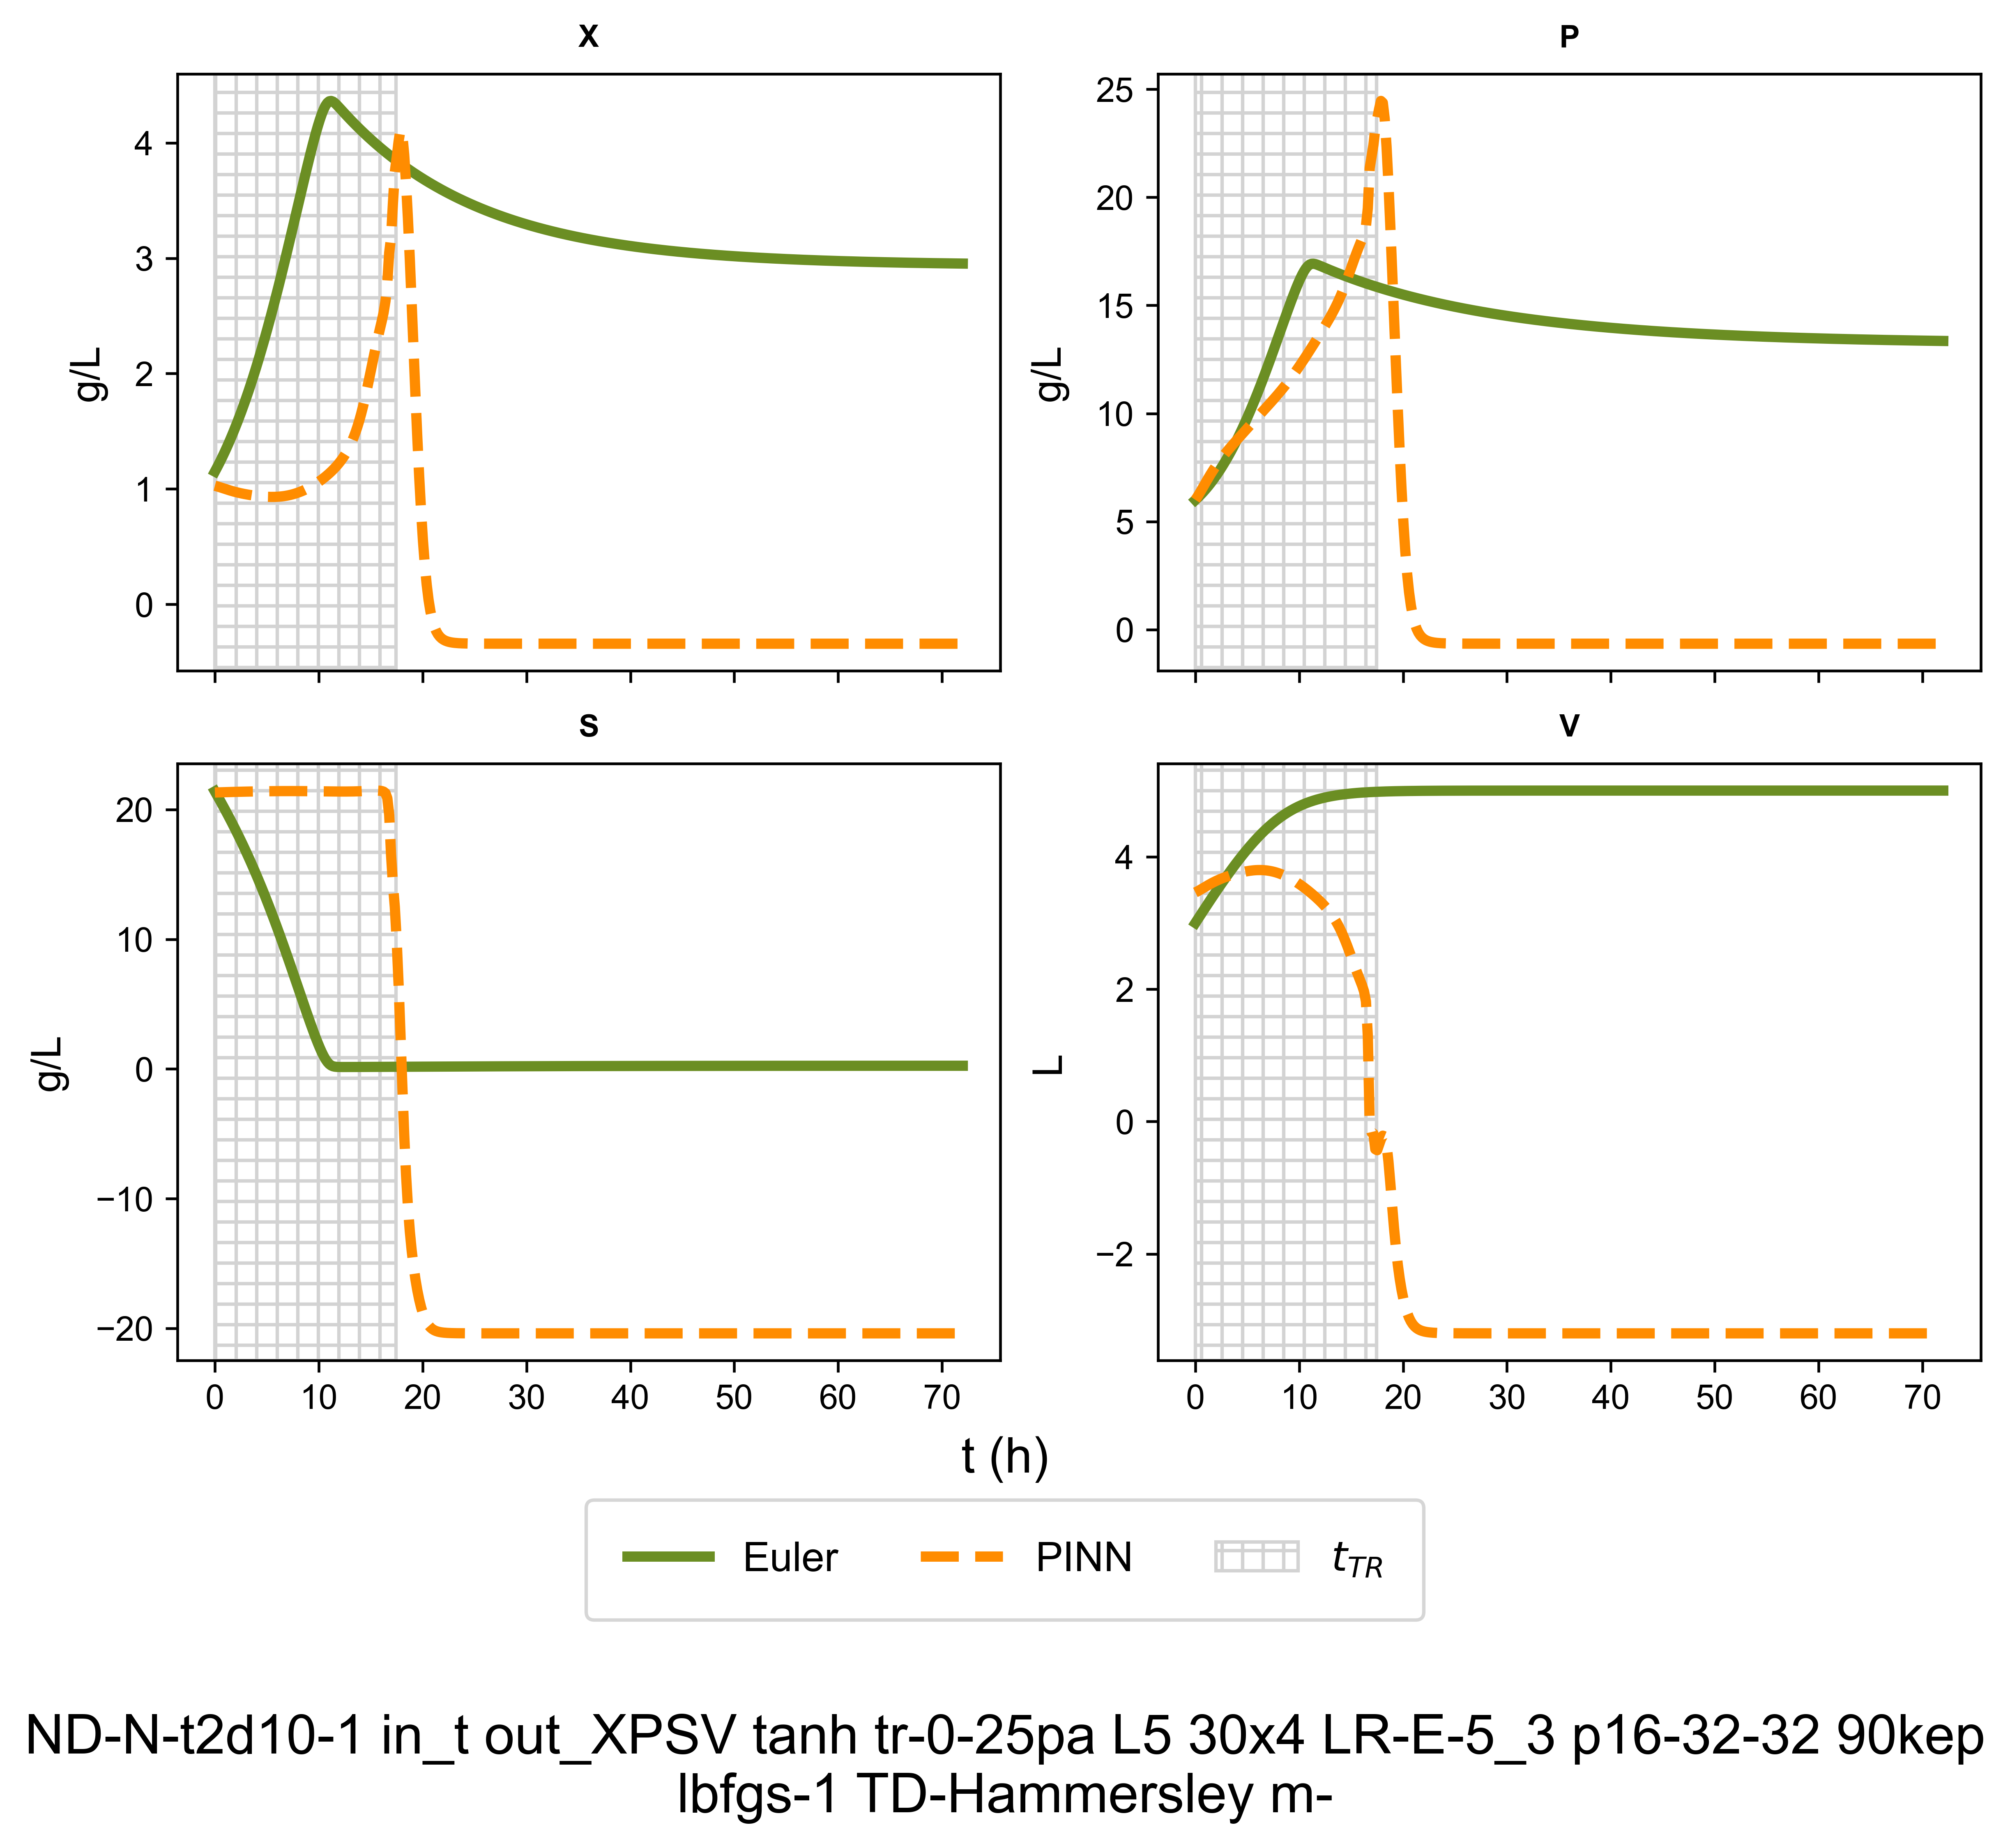 X
P
4
3
2
1
0
g/L
25
20
15
10
5
0
g/L
S
V
20
10
0
−10
−20
g/L
4
2
0
−2
L
0 10 20 30 40 50 60 70
0 10 20 30 40 50 60 70
t (h)
Euler PINN t_TR
ND-N-t2d10-1 in_t out_XPSV tanh tr-0-25pa L5 30x4 LR-E-5_3 p16-32-32 90kep
lbfgs-1 TD-Hammersley m-